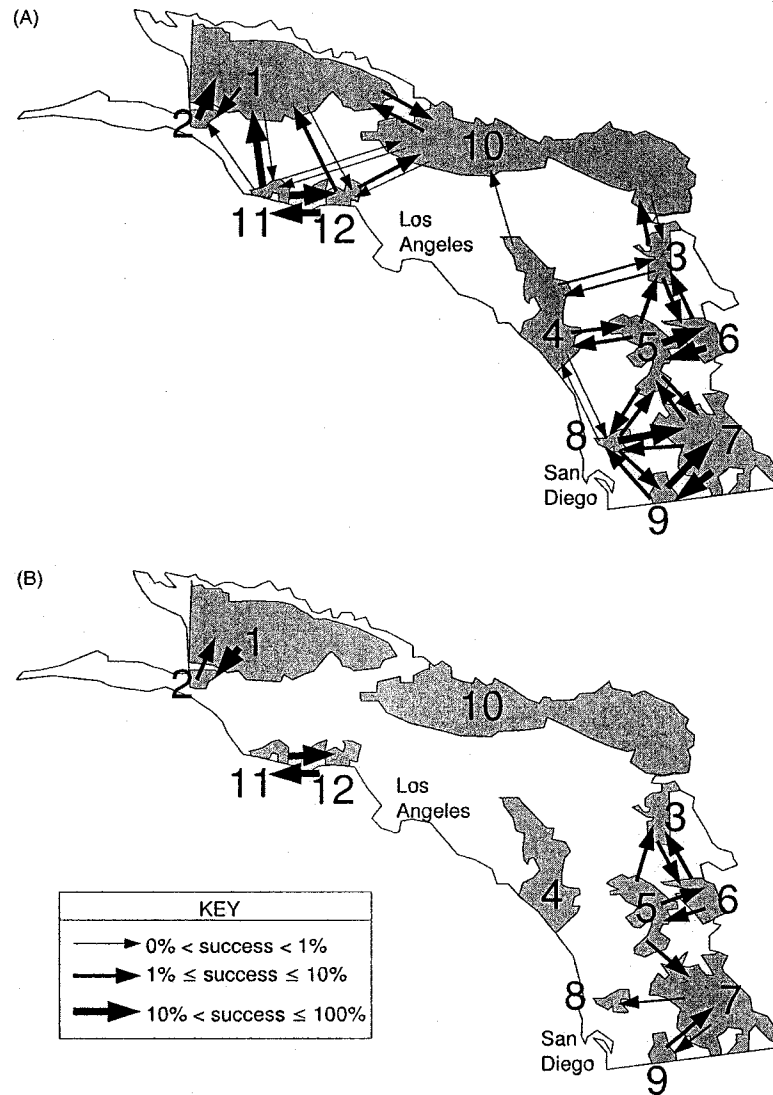 (A)
1
2
10
11
12
Los
Angeles
3
4
5
6
8
7
San
Diego
9
(B)
1
2
10
11
12
Los
Angeles
3
4
5
6
8
7
San
Diego
9
KEY
0% < success < 1%
1% ≤ success ≤ 10%
10% < success ≤ 100%